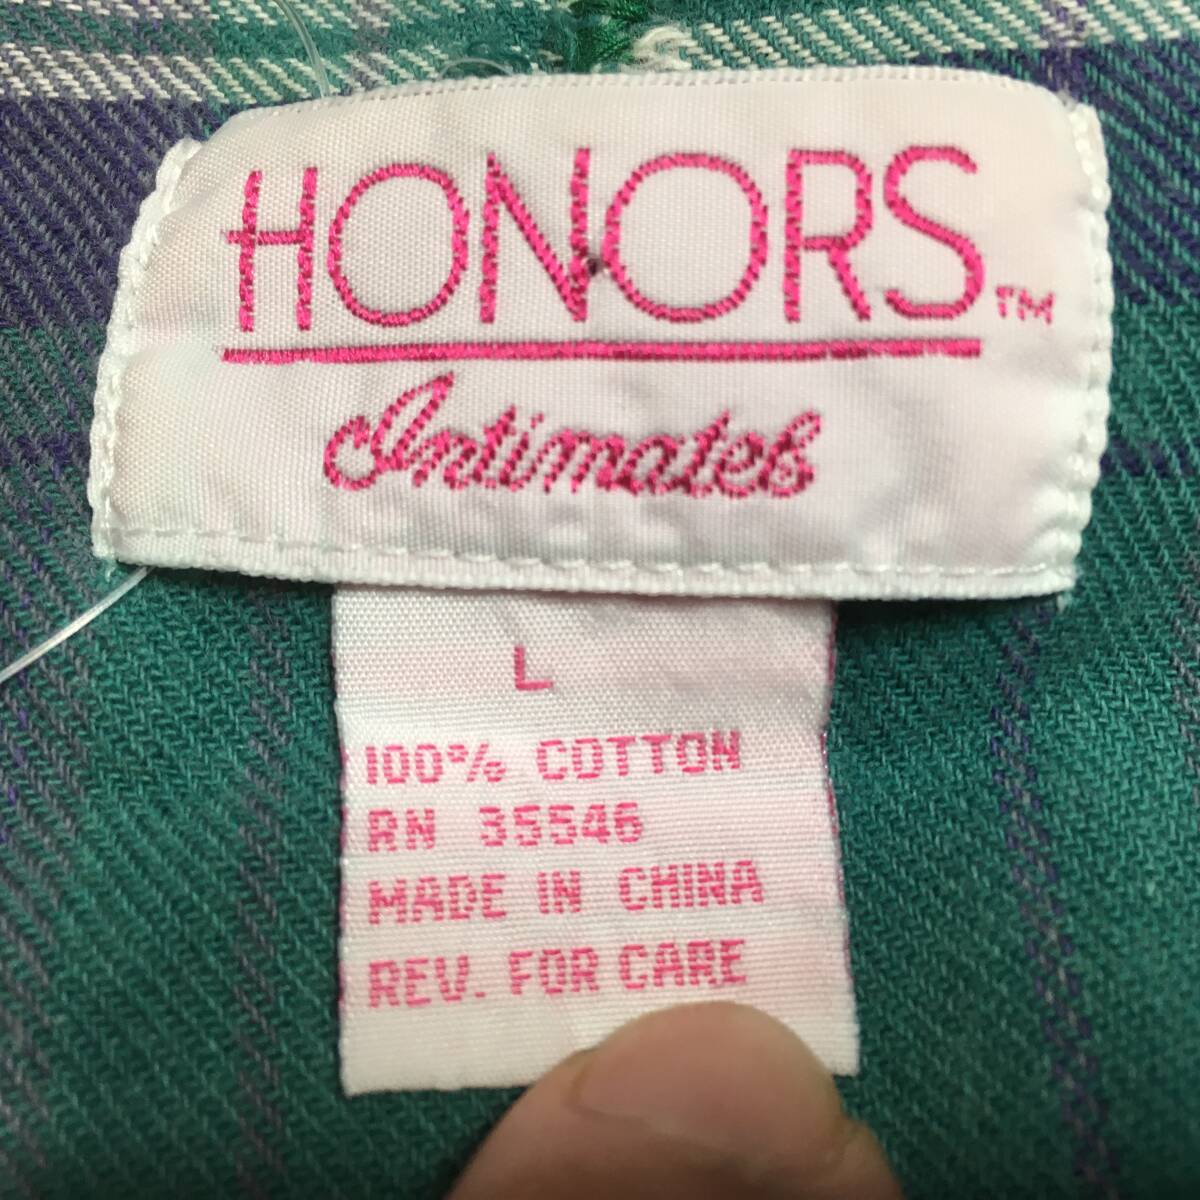 HONORS™
Intimates
L
100% COTTON
RN 35546
MADE IN CHINA
REV. FOR CARE